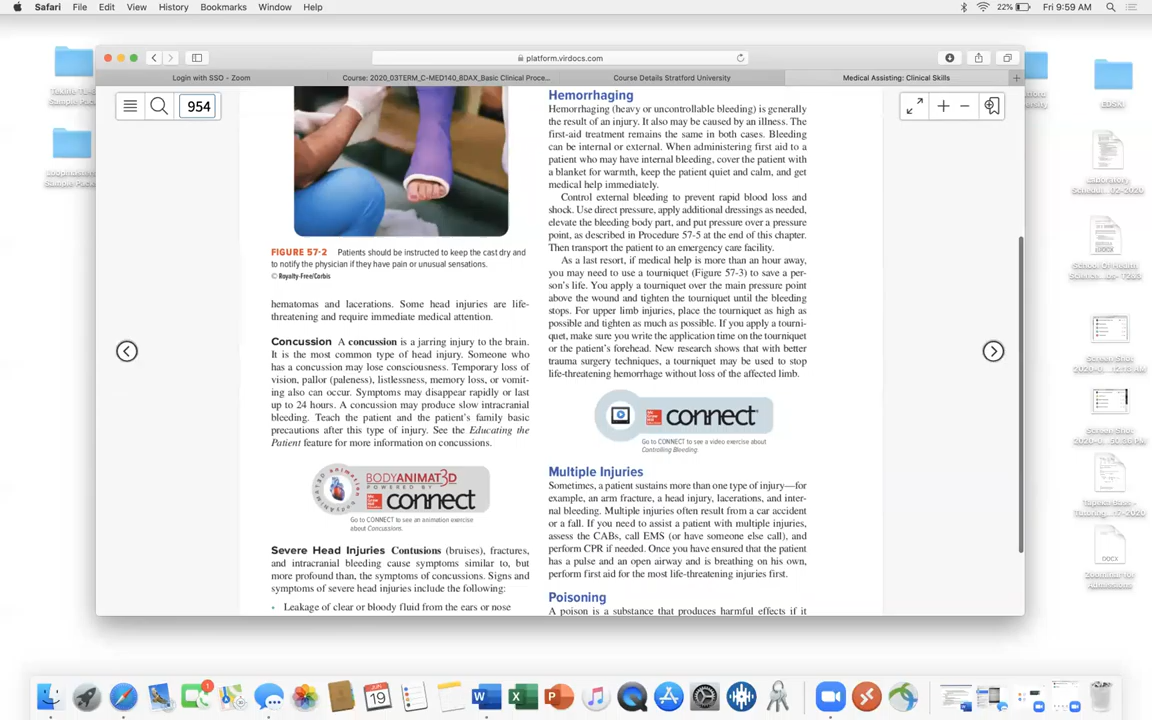 Safari File Edit View History Bookmarks Window Help
22% Fri 9:59 AM
platform.virdocs.com
Login with SSO - Zoom
Course: 2020_03TERM_C-MED140_8DAX_Basic Clinical Proce...
Course Details Stratford University
Medical Assisting: Clinical Skills
954
FIGURE 57-2 Patients should be instructed to keep the cast dry and
to notify the physician if they have pain or unusual sensations.
© Royalty-Free/Corbis
hematomas and lacerations. Some head injuries are life-
threatening and require immediate medical attention.
Concussion A concussion is a jarring injury to the brain.
It is the most common type of head injury. Someone who
has a concussion may lose consciousness. Temporary loss of
vision, pallor (paleness), listlessness, memory loss, or vomit-
ing also can occur. Symptoms may disappear rapidly or last
up to 24 hours. A concussion may produce slow intracranial
bleeding. Teach the patient and the patient's family basic
precautions after this type of injury. See the Educating the
Patient feature for more information on concussions.
BODYANIMAT3D
POWERED BY
connect
Go to CONNECT to see an animation exercise
about Concussions.
Severe Head Injuries Contusions (bruises), fractures,
and intracranial bleeding cause symptoms similar to, but
more profound than, the symptoms of concussions. Signs and
symptoms of severe head injuries include the following:
• Leakage of clear or bloody fluid from the ears or nose
Hemorrhaging
Hemorrhaging (heavy or uncontrollable bleeding) is generally
the result of an injury. It also may be caused by an illness. The
first-aid treatment remains the same in both cases. Bleeding
can be internal or external. When administering first aid to a
patient who may have internal bleeding, cover the patient with
a blanket for warmth, keep the patient quiet and calm, and get
medical help immediately.
Control external bleeding to prevent rapid blood loss and
shock. Use direct pressure, apply additional dressings as needed,
elevate the bleeding body part, and put pressure over a pressure
point, as described in Procedure 57-5 at the end of this chapter.
Then transport the patient to an emergency care facility.
As a last resort, if medical help is more than an hour away,
you may need to use a tourniquet (Figure 57-3) to save a per-
son's life. You apply a tourniquet over the main pressure point
above the wound and tighten the tourniquet until the bleeding
stops. For upper limb injuries, place the tourniquet as high as
possible and tighten as much as possible. If you apply a tourni-
quet, make sure you write the application time on the tourniquet
or the patient's forehead. New research shows that with better
trauma surgery techniques, a tourniquet may be used to stop
life-threatening hemorrhage without loss of the affected limb.
connect
Go to CONNECT to see a video exercise about
Controlling Bleeding
Multiple Injuries
Sometimes, a patient sustains more than one type of injury—for
example, an arm fracture, a head injury, lacerations, and inter-
nal bleeding. Multiple injuries often result from a car accident
or a fall. If you need to assist a patient with multiple injuries,
assess the CABs, call EMS (or have someone else call), and
perform CPR if needed. Once you have ensured that the patient
has a pulse and an open airway and is breathing on his own,
perform first aid for the most life-threatening injuries first.
Poisoning
A poison is a substance that produces harmful effects if it
Sample Pac
Sample Pack
Laboratory
School Of Health
Screen Shot
Screen Shot
DOCX
JUN
19